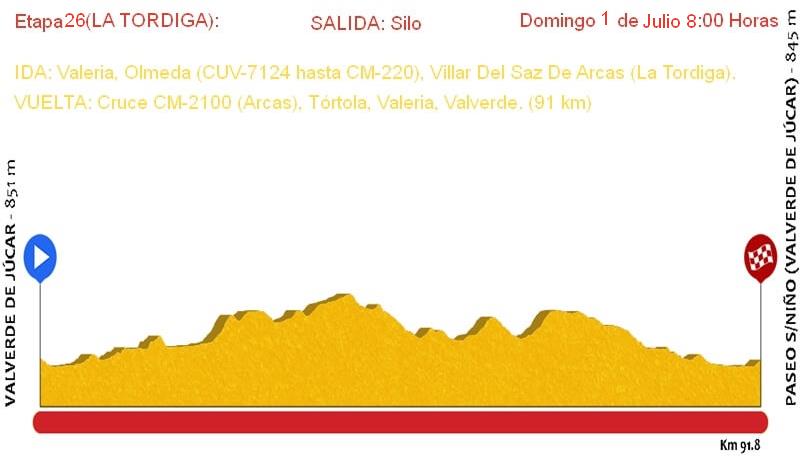 Etapa26(LA TORDIGA): SALIDA: Silo Domingo 1 de Julio 8:00 Horas
IDA: Valeria, Olmeda (CUV-7124 hasta CM-220), Villar Del Saz De Arcas (La Tordiga).
VUELTA: Cruce CM-2100 (Arcas), Tórtola, Valeria, Valverde. (91 km)
VALVERDE DE JÚCAR - 851 m
PASEO S/NIÑO (VALVERDE DE JÚCAR) - 845 m
Km 91.8